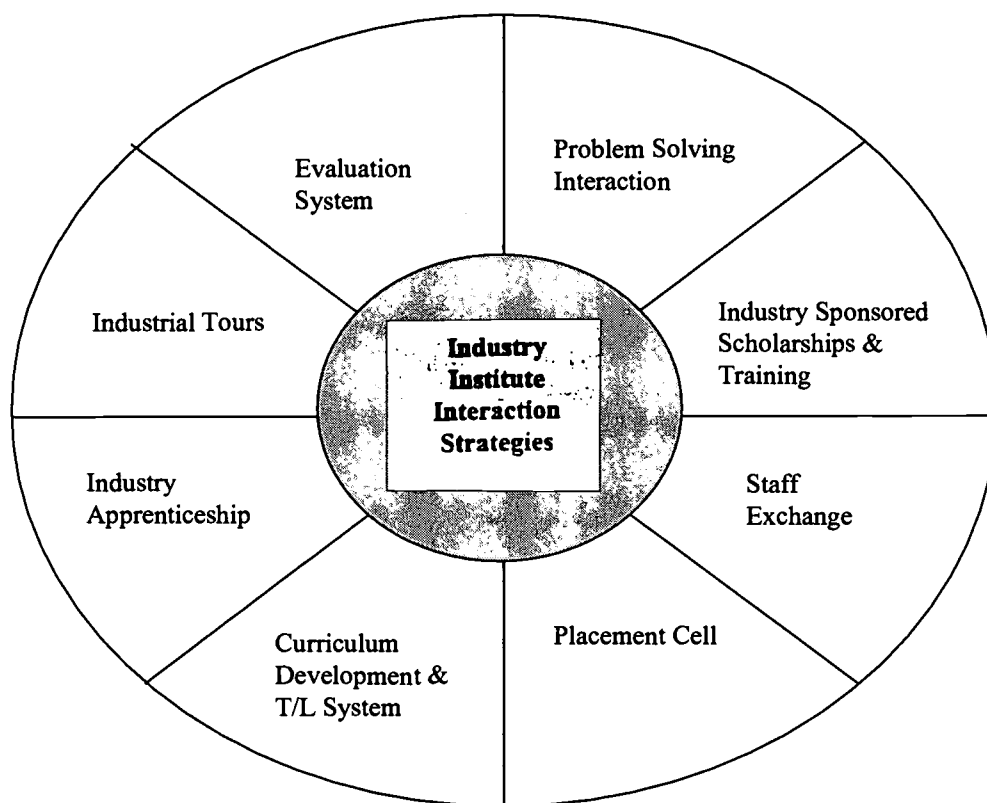 Evaluation
System
Problem Solving
Interaction
Industrial Tours
Industry
Institute
Interaction
Strategies
Industry Sponsored
Scholarships &
Training
Industry
Apprenticeship
Staff
Exchange
Curriculum
Development &
T/L System
Placement Cell